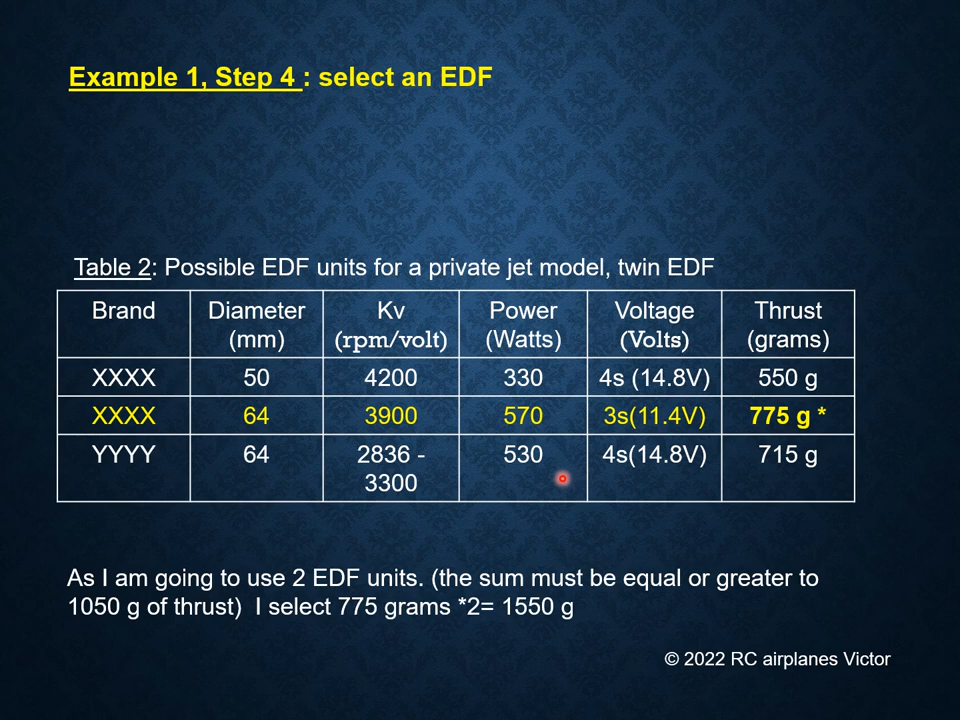 Example 1, Step 4 : select an EDF
Table 2: Possible EDF units for a private jet model, twin EDF
Brand Diameter (mm) Kv (rpm/volt) Power (Watts) Voltage (Volts) Thrust (grams)
XXXX 50 4200 330 4s (14.8V) 550 g
XXXX 64 3900 570 3s(11.4V) 775 g *
YYYY 64 2836 - 3300 530 4s(14.8V) 715 g
As I am going to use 2 EDF units. (the sum must be equal or greater to
1050 g of thrust) I select 775 grams *2= 1550 g
© 2022 RC airplanes Victor